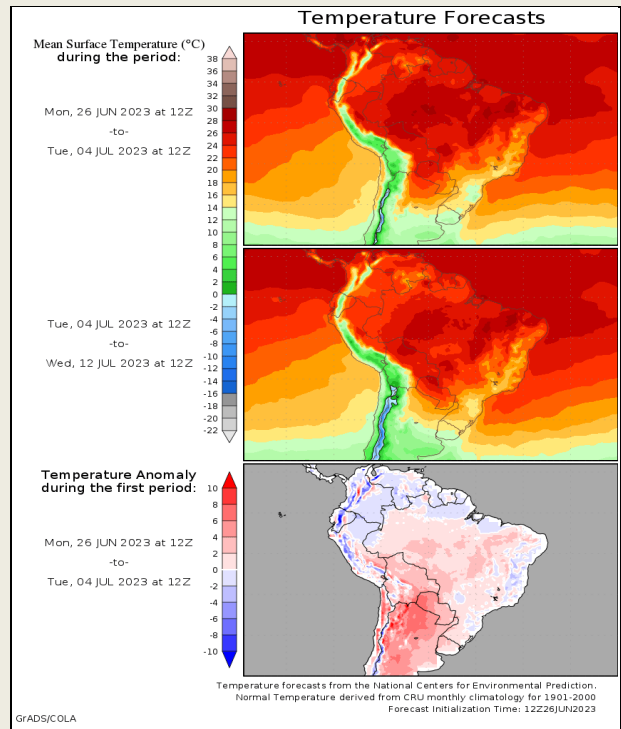 Temperature Forecasts
Mean Surface Temperature (°C)
during the period:
Mon, 26 JUN 2023 at 12Z
-to-
Tue, 04 JUL 2023 at 12Z
38
36
34
32
30
28
26
24
22
20
18
16
14
12
10
8
6
4
2
0
-2
-4
-6
-8
-10
-12
-14
-16
-18
-20
-22
Tue, 04 JUL 2023 at 12Z
-to-
Wed, 12 JUL 2023 at 12Z
Temperature Anomaly
during the first period:
Mon, 26 JUN 2023 at 12Z
-to-
Tue, 04 JUL 2023 at 12Z
10
8
6
4
2
0
-2
-4
-6
-8
-10
Temperature forecasts from the National Centers for Environmental Prediction.
Normal Temperature derived from CRU monthly climatology for 1901-2000
Forecast Initialization Time: 12Z26JUN2023
GrADS/COLA